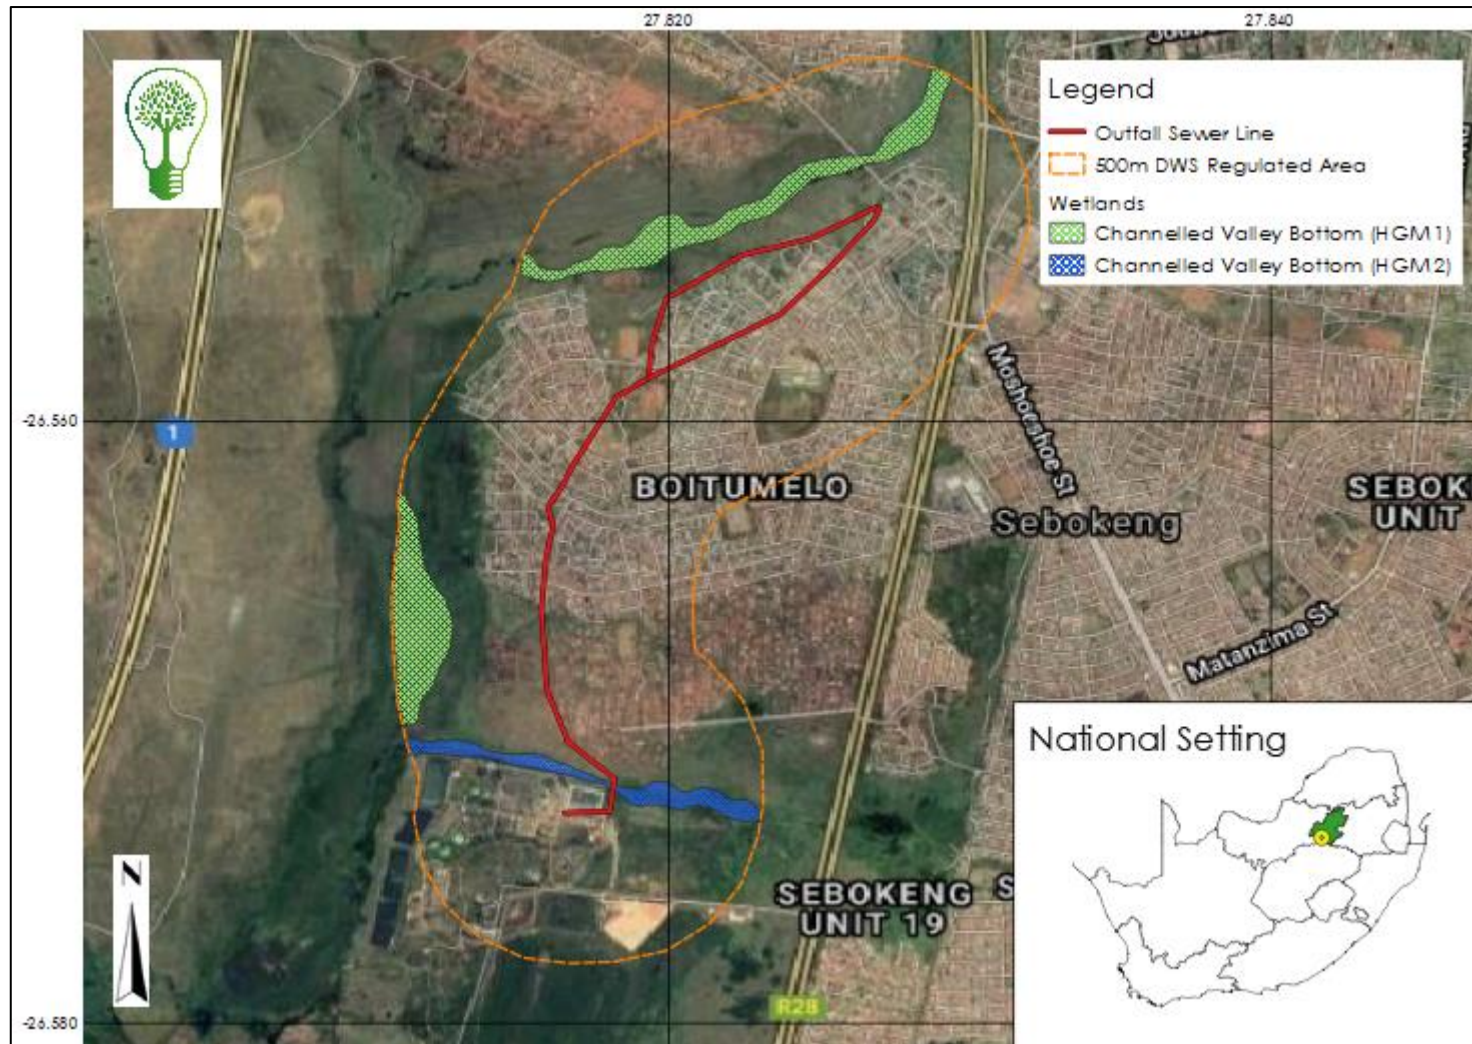 27.820
27.840
Legend
Outfall Sewer Line
500m DWS Regulated Area
Wetlands
Channelled Valley Bottom (HGM1)
Channelled Valley Bottom (HGM2)
Moshoeshoe St
-26.560
1
BOITUMELO
SEBOK
UNIT
Sebokeng
Matanzima St
National Setting
N
SEBOKENG
UNIT 19
S
-26.580
R28